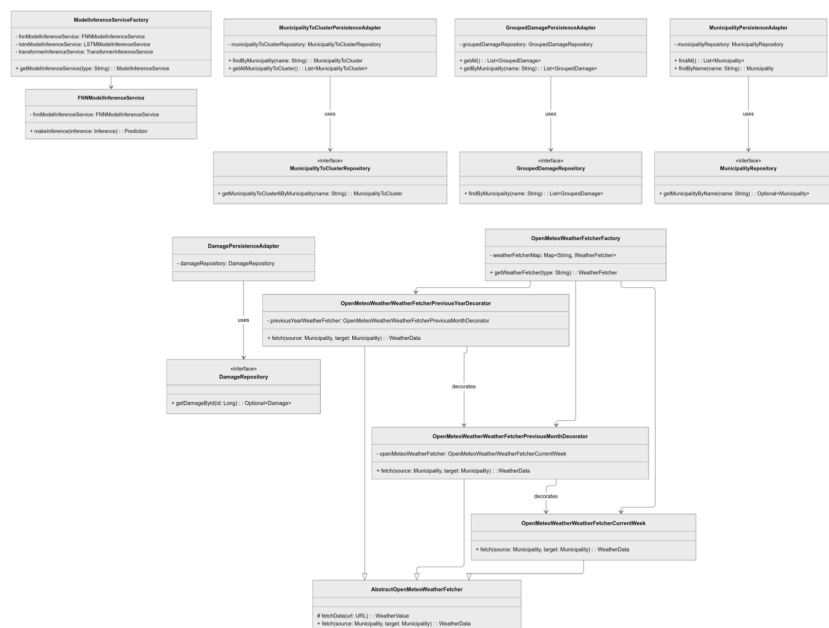 ModelInferenceServiceFactory
- fnnModelInferenceService: FNNModelInferenceService
- lstmModelInferenceService: LSTMModelInferenceService
- transformerInferenceService: TransformerInferenceService
+ getModelInferenceService(type: String) : : ModelInferenceService
FNNModelInferenceService
- fnnModelInferenceService: FNNModelInferenceService
+ makeInference(inference: Inference) : : Prediction
MunicipalityToClusterPersistenceAdapter
- municipalityToClusterRepository: MunicipalityToClusterRepository
+ findByMunicipality(name: String) : : MunicipalityToCluster
+ getAllMunicipalityToCluster() : : List<MunicipalityToCluster>
uses
«interface»
MunicipalityToClusterRepository
+ getMunicipalityToCluster6ByMunicipality(name: String) : : MunicipalityToCluster
GroupedDamagePersistenceAdapter
- groupedDamageRepository: GroupedDamageRepository
+ getAll() : : List<GroupedDamage>
+ getByMunicipality(name: String) : : List<GroupedDamage>
uses
«interface»
GroupedDamageRepository
+ findByMunicipality(name: String) : : List<GroupedDamage>
MunicipalityPersistenceAdapter
- municipalityRepository: MunicipalityRepository
+ findAll() : : List<Municipality>
+ findByName(name: String) : : Municipality
uses
«interface»
MunicipalityRepository
+ getMunicipalityByName(name: String) : : Optional<Municipality>
DamagePersistenceAdapter
- damageRepository: DamageRepository
uses
«interface»
DamageRepository
+ getDamageById(id: Long) : : Optional<Damage>
OpenMeteoWeatherFetcherFactory
- weatherFetcherMap: Map<String, WeatherFetcher>
+ getWeatherFetcher(type: String) : : WeatherFetcher
OpenMeteoWeatherWeatherFetcherPreviousYearDecorator
- previousYearWeatherFetcher: OpenMeteoWeatherWeatherFetcherPreviousMonthDecorator
+ fetch(source: Municipality, target: Municipality) : : WeatherData
decorates
OpenMeteoWeatherWeatherFetcherPreviousMonthDecorator
- openMeteoWeatherFetcher: OpenMeteoWeatherWeatherFetcherCurrentWeek
+ fetch(source: Municipality, target: Municipality) : : WeatherData
decorates
OpenMeteoWeatherWeatherFetcherCurrentWeek
+ fetch(source: Municipality, target: Municipality) : : WeatherData
AbstractOpenMeteoWeatherFetcher
# fetchData(url: URL) : : WeatherValue
+ fetch(source: Municipality, target: Municipality) : : WeatherData